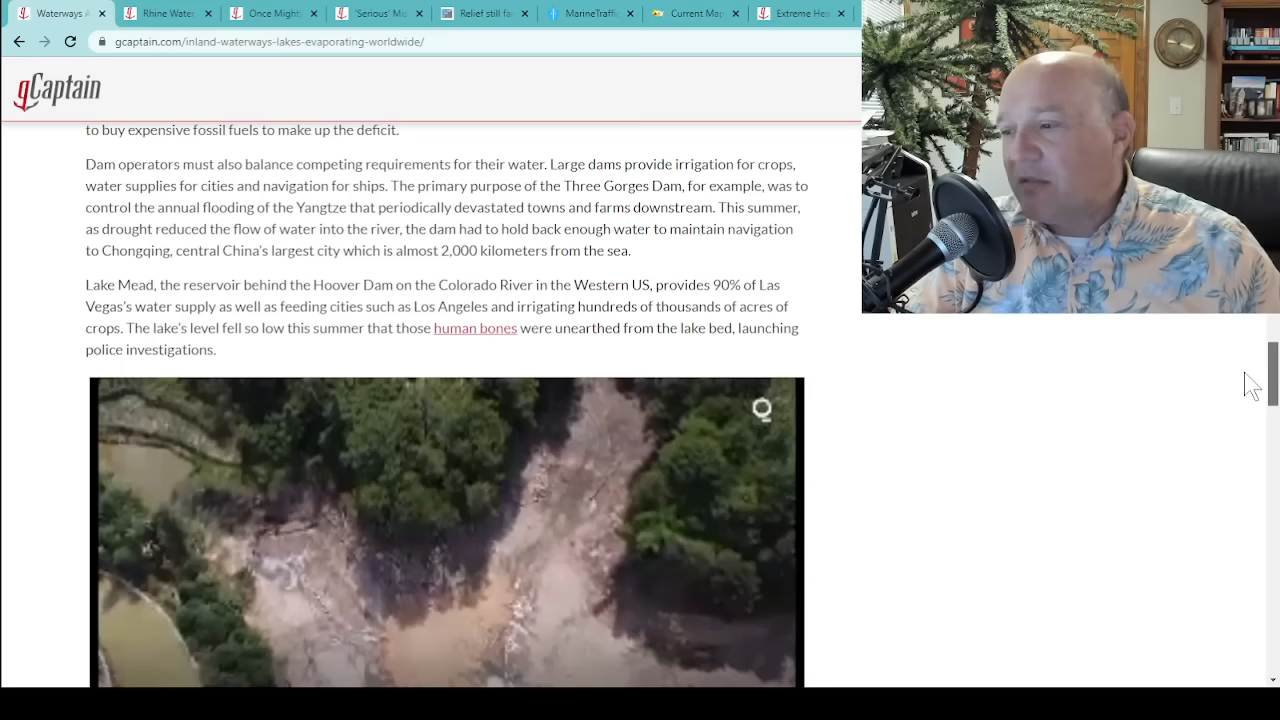 Waterways A
Rhine Water
Once Might
'Serious' Mis
Relief still fa
MarineTraffi
Current Map
Extreme Hea
gcaptain.com/inland-waterways-lakes-evaporating-worldwide/
gCaptain
to buy expensive fossil fuels to make up the deficit.
Dam operators must also balance competing requirements for their water. Large dams provide irrigation for crops,
water supplies for cities and navigation for ships. The primary purpose of the Three Gorges Dam, for example, was to
control the annual flooding of the Yangtze that periodically devastated towns and farms downstream. This summer,
as drought reduced the flow of water into the river, the dam had to hold back enough water to maintain navigation
to Chongqing, central China's largest city which is almost 2,000 kilometers from the sea.
Lake Mead, the reservoir behind the Hoover Dam on the Colorado River in the Western US, provides 90% of Las
Vegas's water supply as well as feeding cities such as Los Angeles and irrigating hundreds of thousands of acres of
crops. The lake's level fell so low this summer that those human bones were unearthed from the lake bed, launching
police investigations.